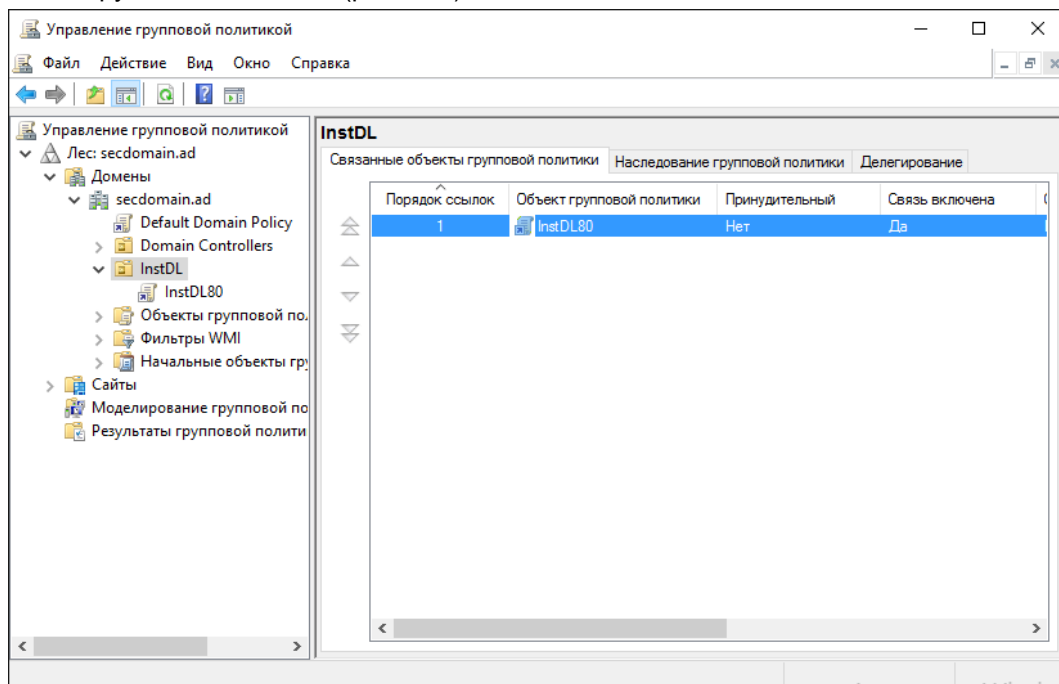 Управление групповой политикой
Файл Действие Вид Окно Справка
Управление групповой политикой
Лес: secdomain.ad
Домены
secdomain.ad
Default Domain Policy
Domain Controllers
InstDL
InstDL80
Объекты групповой по
Фильтры WMI
Начальные объекты гру
Сайты
Моделирование групповой по
Результаты групповой полити
InstDL
Связанные объекты групповой политики Наследование групповой политики Делегирование
Порядок ссылок Объект групповой политики Принудительный Связь включена
1 InstDL80 Нет Да